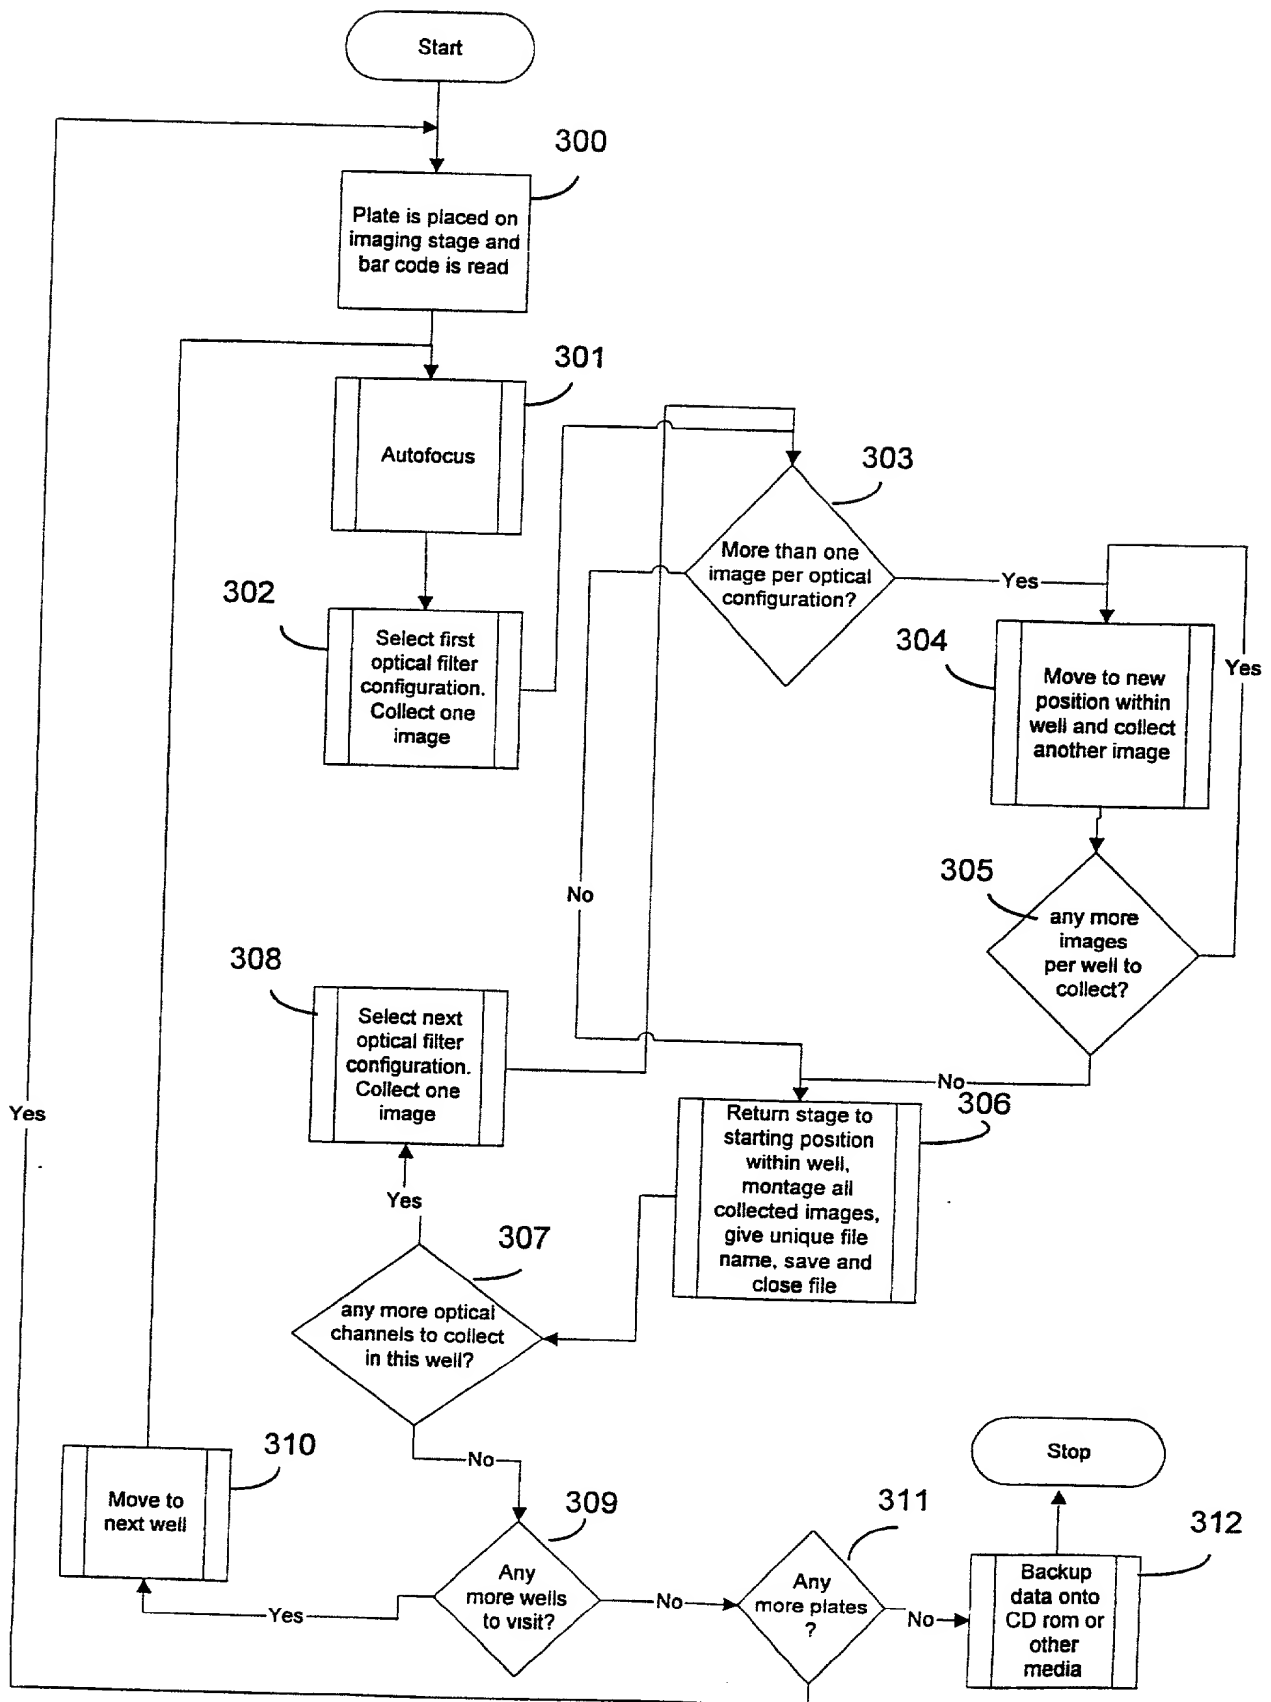 Start
300
Plate is placed on
imaging stage and
bar code is read
301
Autofocus
302
Select first
optical filter
configuration.
Collect one
image
303
More than one
image per optical
configuration?
Yes
304
Move to new
position within
well and collect
another image
Yes
305
any more
images
per well to
collect?
No
No
306
Return stage to
starting position
within well,
montage all
collected images,
give unique file
name, save and
close file
308
Select next
optical filter
configuration.
Collect one
image
Yes
Yes
307
any more optical
channels to collect
in this well?
No
310
Move to
next well
309
Any
more wells
to visit?
Yes
No
311
Any
more plates
?
No
312
Backup
data onto
CD rom or
other
media
Stop